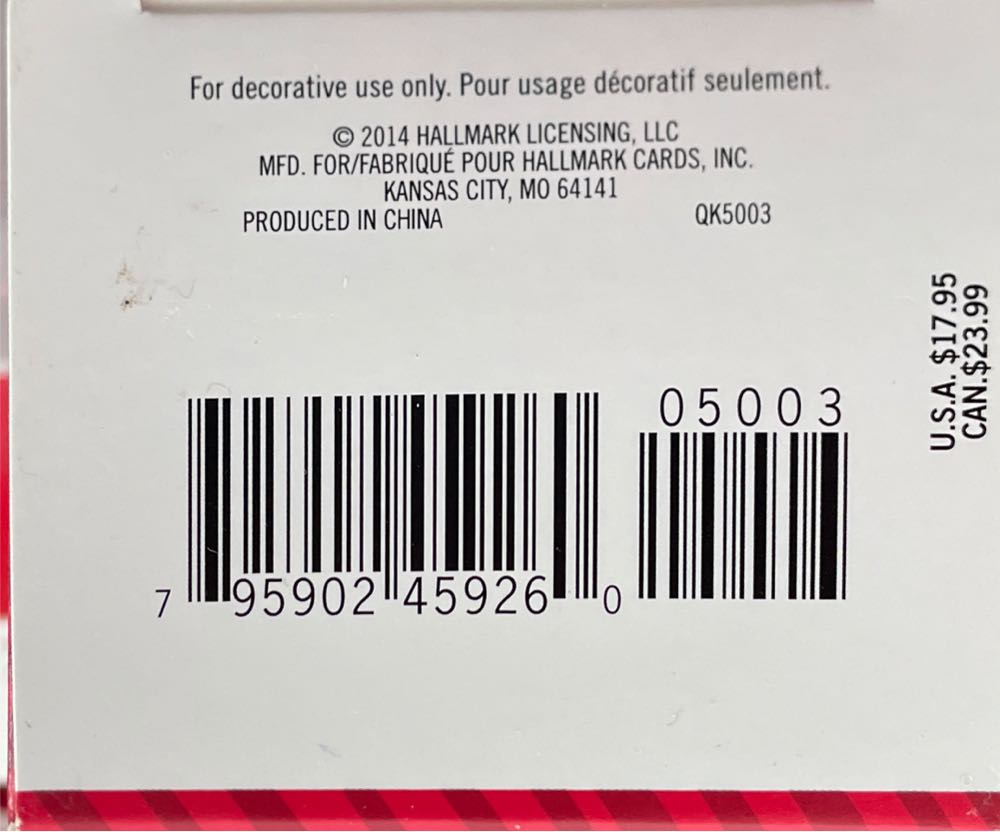 For decorative use only. Pour usage décoratif seulement.
© 2014 HALLMARK LICENSING, LLC
MFD. FOR/FABRIQUÉ POUR HALLMARK CARDS, INC.
KANSAS CITY, MO 64141
PRODUCED IN CHINA QK5003
U.S.A. $17.95
CAN.$23.99
05003
7 95902 45926 0